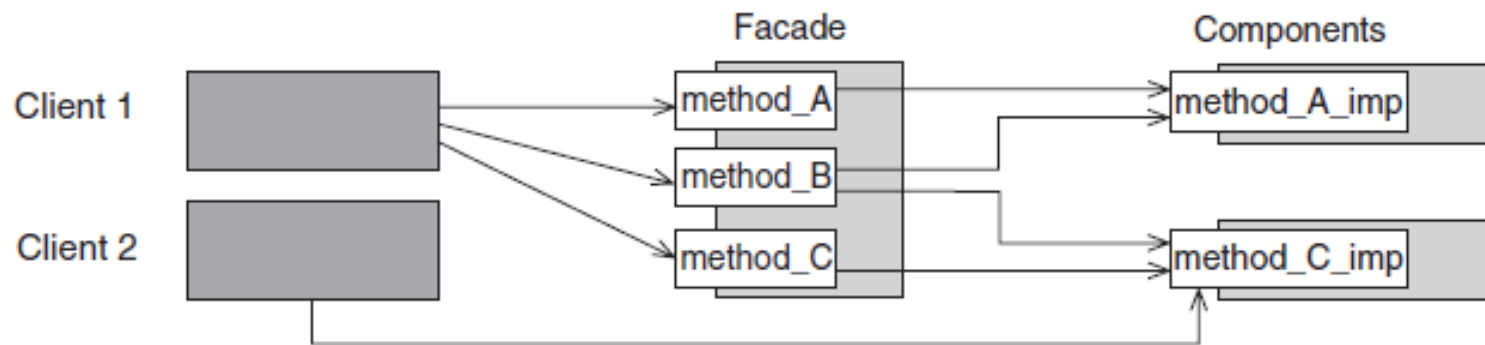 Facade
Components
Client 1
method_A
method_A_imp
method_B
Client 2
method_C
method_C_imp